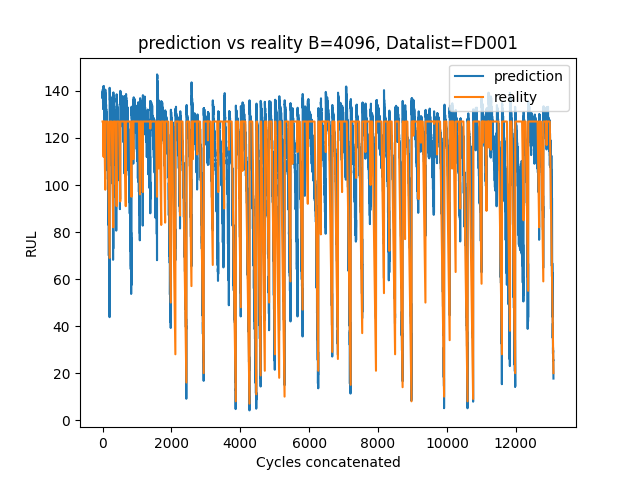 prediction vs reality B=4096, Datalist=FD001
prediction
reality
RUL
140
120
100
80
60
40
20
0
0 2000 4000 6000 8000 10000 12000
Cycles concatenated